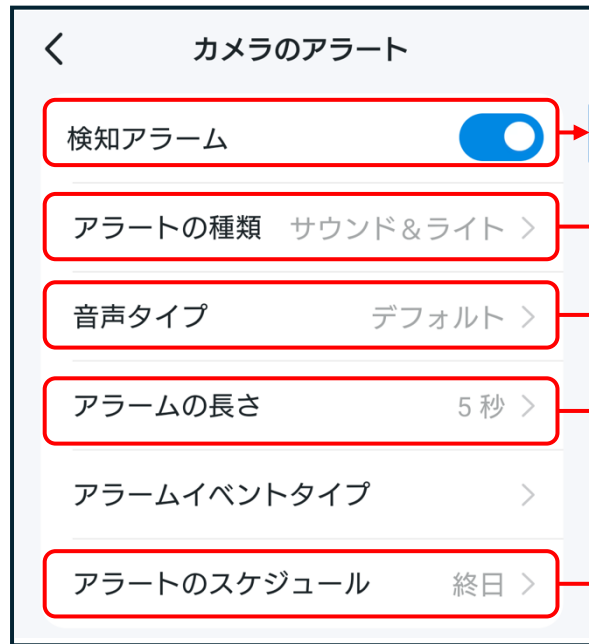 カメラのアラート
検知アラーム
アラートの種類 サウンド＆ライト
音声タイプ デフォルト
アラームの長さ 5 秒
アラームイベントタイプ
アラートのスケジュール 終日